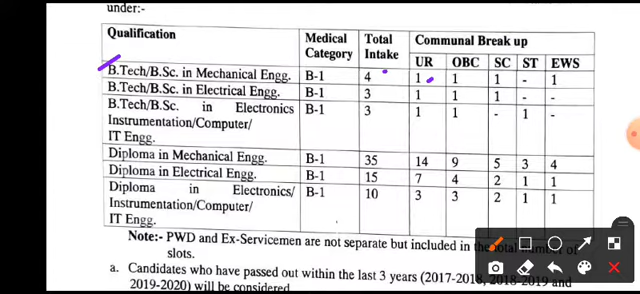 under:-
Qualification Medical Category Total Intake Communal Break up
UR OBC SC ST EWS
B.Tech/B.Sc. in Mechanical Engg. B-1 4 1 1 1 - 1
B.Tech/B.Sc. in Electrical Engg. B-1 3 1 1 1 - -
B.Tech/B.Sc. in Electronics B-1 3 1 1 - 1 -
Instrumentation/Computer/
IT Engg.
Diploma in Mechanical Engg. B-1 35 14 9 5 3 4
Diploma in Electrical Engg. B-1 15 7 4 2 1 1
Diploma in Electronics/ B-1 10 3 3 2 1 1
Instrumentation/Computer/
IT Engg.
Note:- PWD and Ex-Servicemen are not separate but included in the total number of
slots.
a. Candidates who have passed out within the last 3 years (2017-2018, 2018-2019 and
2019-2020) will be considered